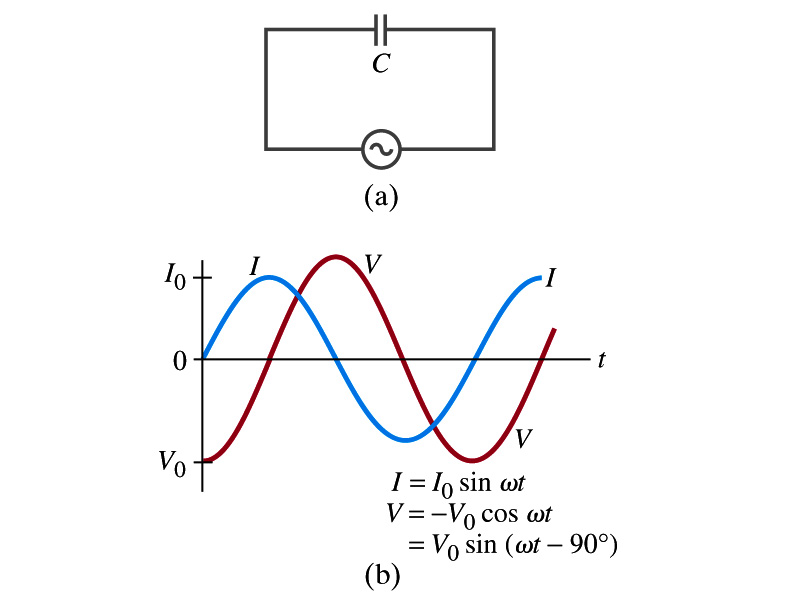 C
(a)
I₀
I
V
I
0
t
V₀
V
I = I₀ sin ωt
V = −V₀ cos ωt
= V₀ sin (ωt − 90°)
(b)